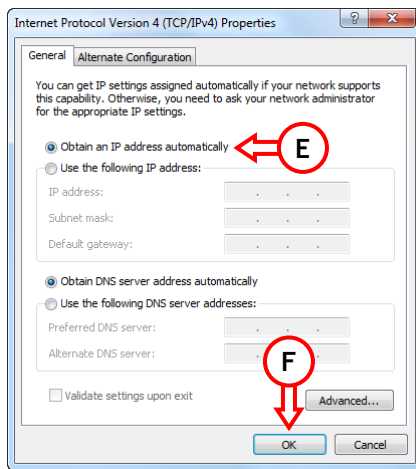 Internet Protocol Version 4 (TCP/IPv4) Properties
? X
General Alternate Configuration
You can get IP settings assigned automatically if your network supports
this capability. Otherwise, you need to ask your network administrator
for the appropriate IP settings.
Obtain an IP address automatically E
Use the following IP address:
IP address:
Subnet mask:
Default gateway:
Obtain DNS server address automatically
Use the following DNS server addresses:
Preferred DNS server:
Alternate DNS server:
F
Validate settings upon exit
Advanced...
OK Cancel